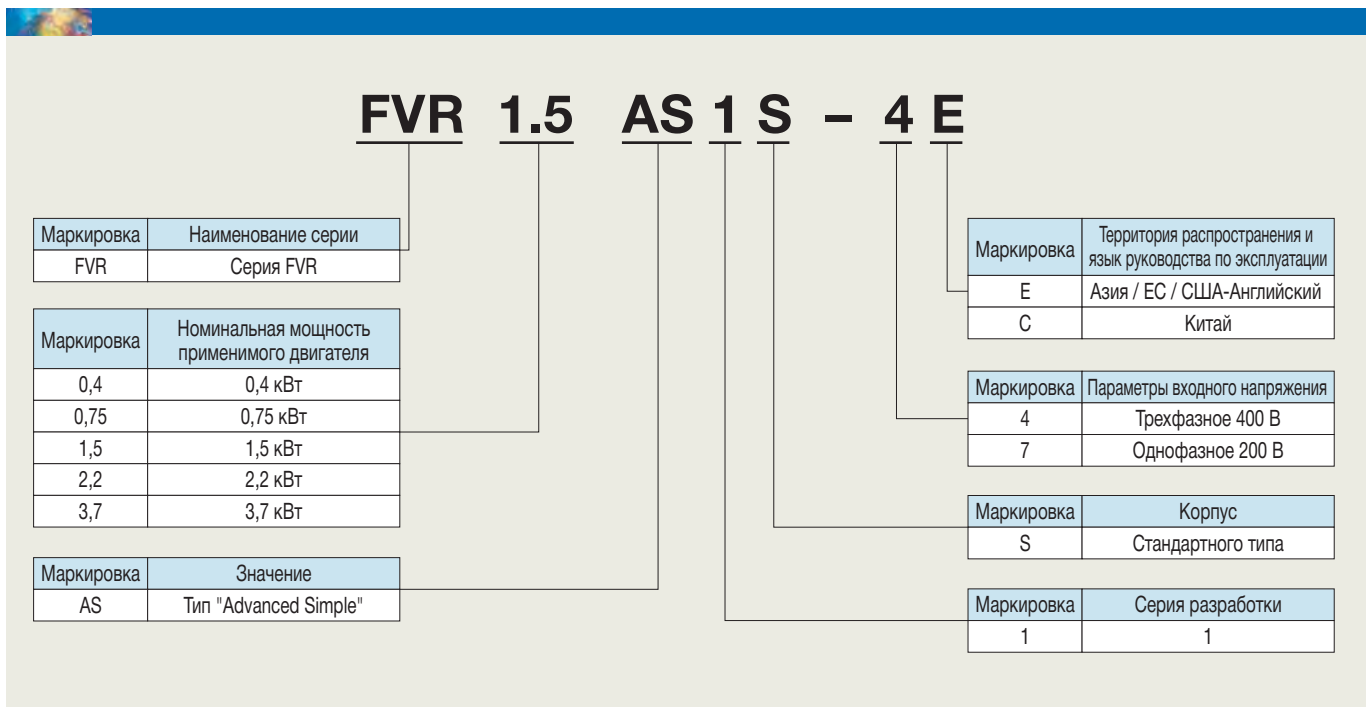 FVR 1.5 AS 1 S – 4 E
Маркировка Наименование серии
FVR Серия FVR
Маркировка Номинальная мощность
применимого двигателя
0,4 0,4 кВт
0,75 0,75 кВт
1,5 1,5 кВт
2,2 2,2 кВт
3,7 3,7 кВт
Маркировка Значение
AS Тип "Advanced Simple"
Маркировка Территория распространения и
язык руководства по эксплуатации
E Азия / ЕС / США-Английский
C Китай
Маркировка Параметры входного напряжения
4 Трехфазное 400 В
7 Однофазное 200 В
Маркировка Корпус
S Стандартного типа
Маркировка Серия разработки
1 1